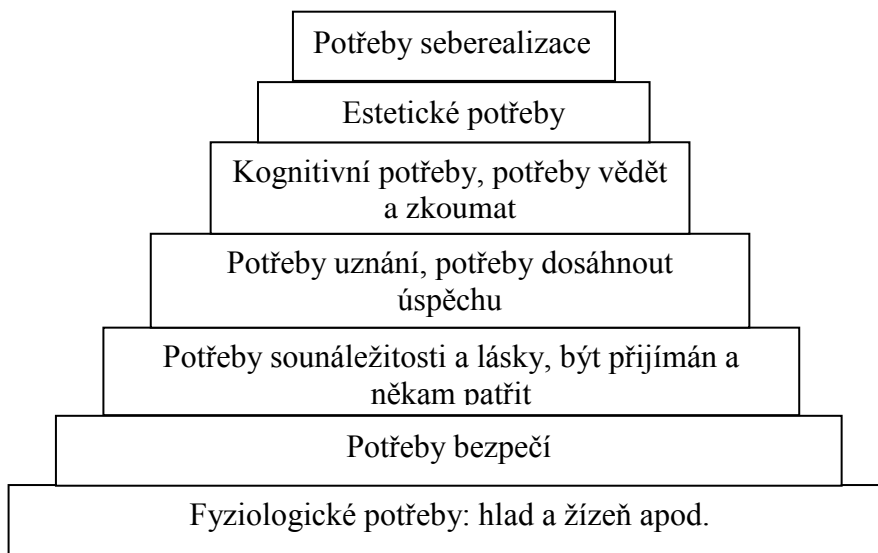 Potřeby seberealizace
Estetické potřeby
Kognitivní potřeby, potřeby vědět
a zkoumat
Potřeby uznání, potřeby dosáhnout
úspěchu
Potřeby sounáležitosti a lásky, být přijímán a
někam patřit
Potřeby bezpečí
Fyziologické potřeby: hlad a žízeň apod.